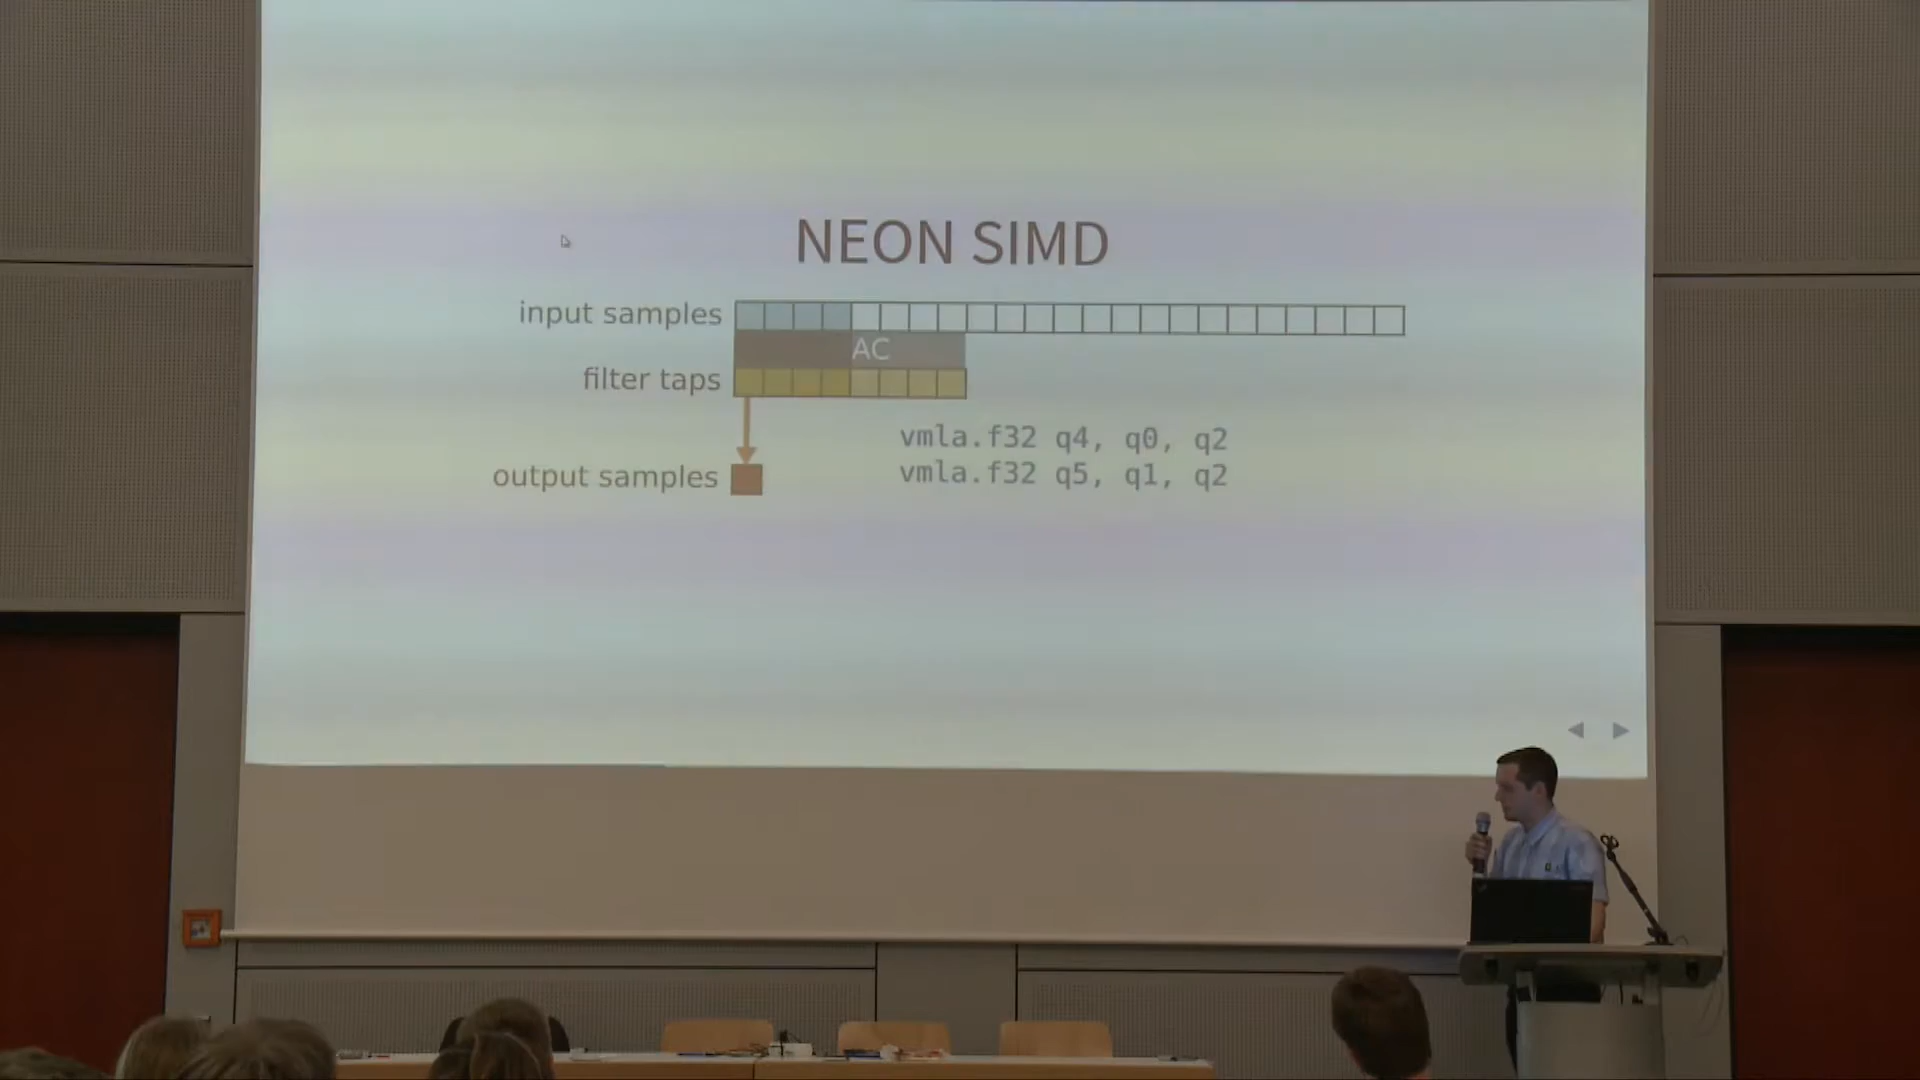 NEON SIMD
input samples
AC
filter taps
vmla.f32 q4, q0, q2
vmla.f32 q5, q1, q2
output samples